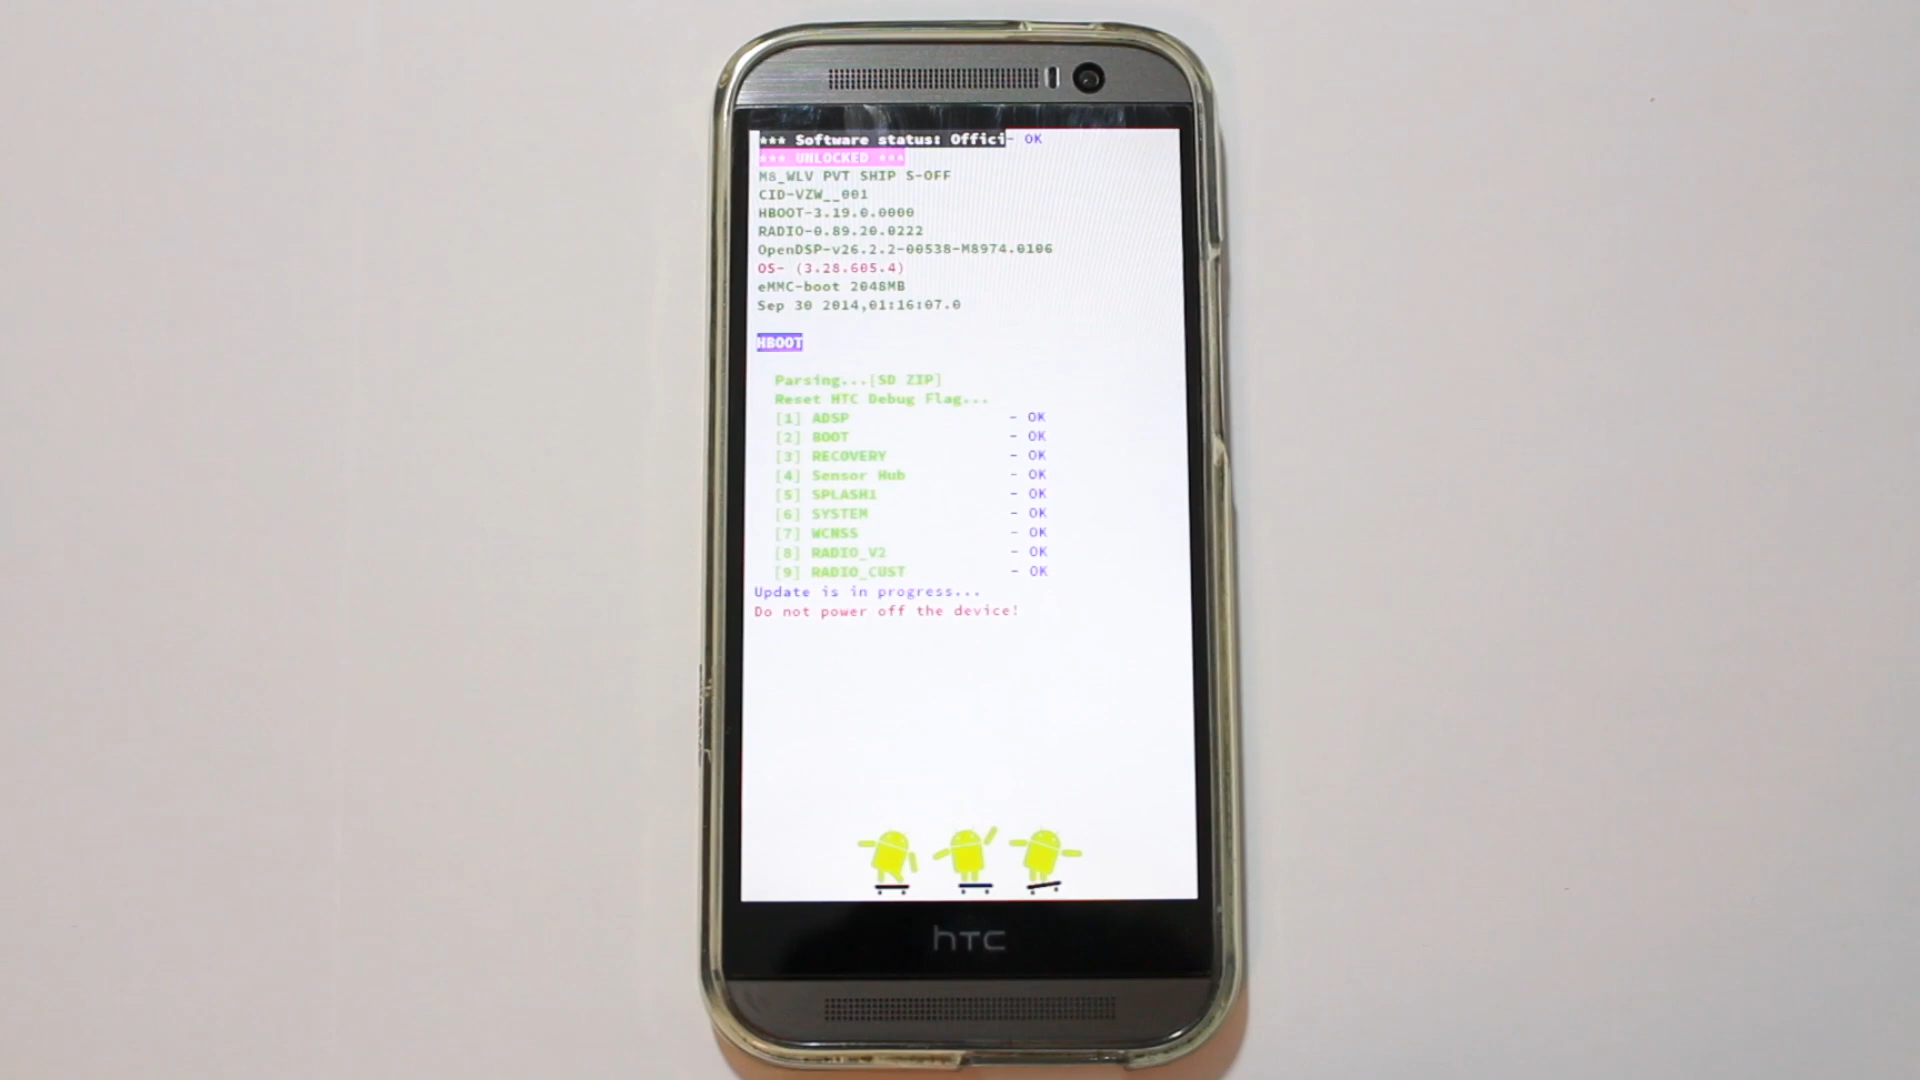 *** Software status: Offici- OK
*** UNLOCKED ***
M8_WLV PVT SHIP S-OFF
CID-VZW__001
HBOOT-3.19.0.0000
RADIO-0.89.20.0222
OpenDSP-v26.2.2-00538-M8974.0106
OS- (3.28.605.4)
eMMC-boot 2048MB
Sep 30 2014,01:16:07.0
HBOOT
Parsing...[SD ZIP]
Reset HTC Debug Flag...
[1] ADSP - OK
[2] BOOT - OK
[3] RECOVERY - OK
[4] Sensor Hub - OK
[5] SPLASH1 - OK
[6] SYSTEM - OK
[7] WCNSS - OK
[8] RADIO_V2 - OK
[9] RADIO_CUST - OK
Update is in progress...
Do not power off the device!
hTC